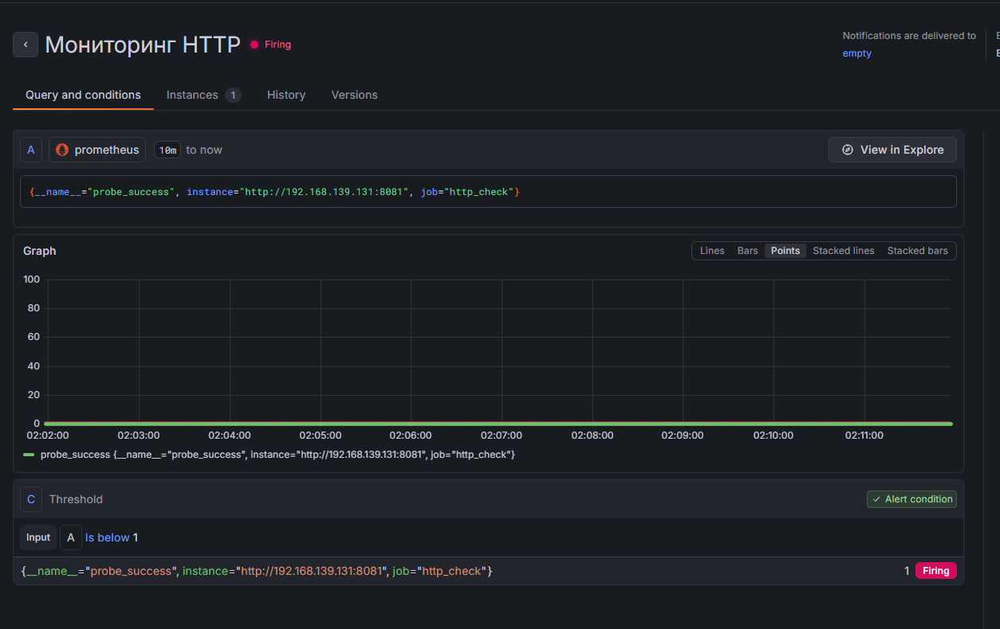 Мониторинг HTTP Firing
Notifications are delivered to
empty
Query and conditions Instances 1 History Versions
A prometheus 10m to now View in Explore
{__name__="probe_success", instance="http://192.168.139.131:8081", job="http_check"}
Graph Lines Bars Points Stacked lines Stacked bars
100
80
60
40
20
0
02:02:00 02:03:00 02:04:00 02:05:00 02:06:00 02:07:00 02:08:00 02:09:00 02:10:00 02:11:00
probe_success {__name__="probe_success", instance="http://192.168.139.131:8081", job="http_check"}
C Threshold Alert condition
Input A Is below 1
{__name__="probe_success", instance="http://192.168.139.131:8081", job="http_check"} 1 Firing